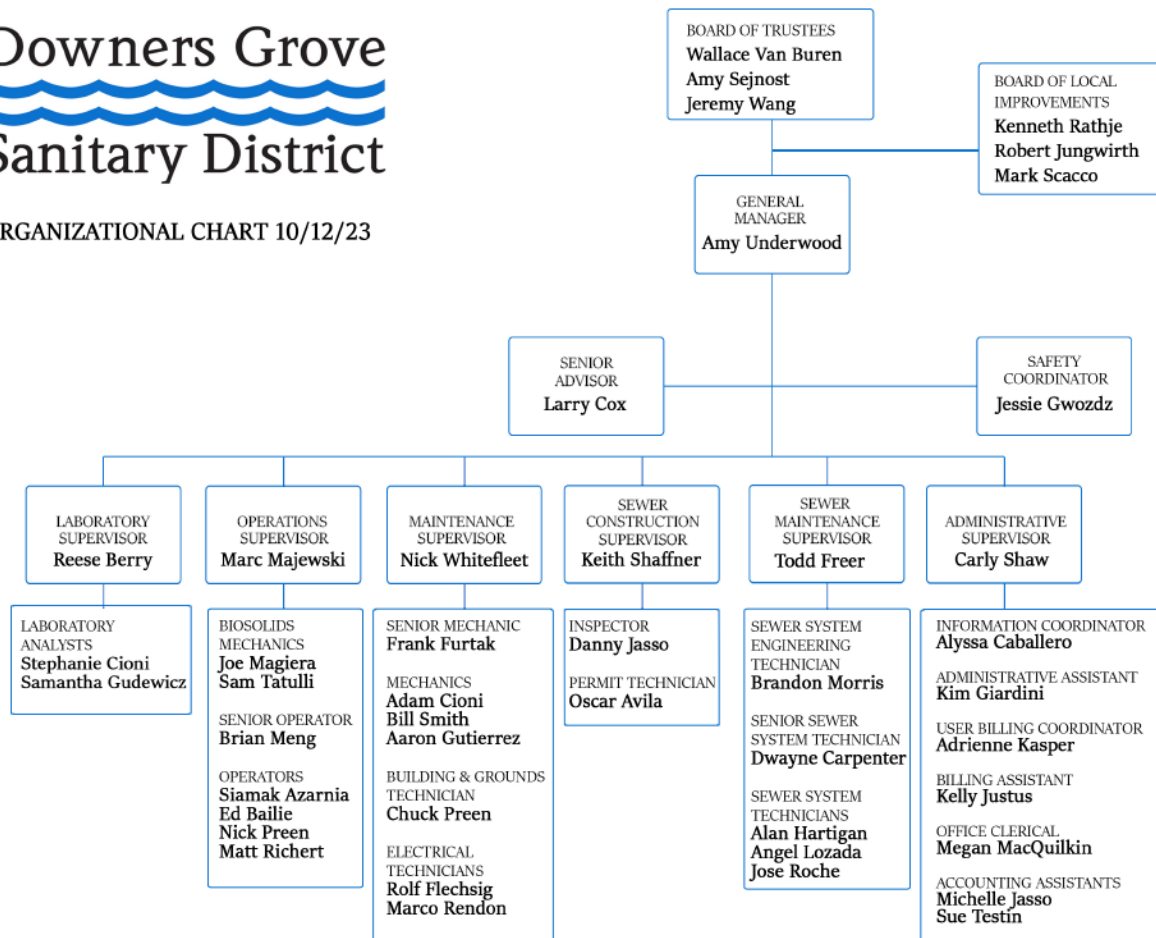 Downers Grove
Sanitary District
RGANIZATIONAL CHART 10/12/23
BOARD OF TRUSTEES
Wallace Van Buren
Amy Sejnost
Jeremy Wang
BOARD OF LOCAL
IMPROVEMENTS
Kenneth Rathje
Robert Jungwirth
Mark Scacco
GENERAL
MANAGER
Amy Underwood
SENIOR
ADVISOR
Larry Cox
SAFETY
COORDINATOR
Jessie Gwozdz
LABORATORY
SUPERVISOR
Reese Berry
LABORATORY
ANALYSTS
Stephanie Cioni
Samantha Gudewicz
OPERATIONS
SUPERVISOR
Marc Majewski
BIOSOLIDS
MECHANICS
Joe Magiera
Sam Tatulli
SENIOR OPERATOR
Brian Meng
OPERATORS
Siamak Azarnia
Ed Bailie
Nick Preen
Matt Richert
MAINTENANCE
SUPERVISOR
Nick Whitefleet
SENIOR MECHANIC
Frank Furtak
MECHANICS
Adam Cioni
Bill Smith
Aaron Gutierrez
BUILDING & GROUNDS
TECHNICIAN
Chuck Preen
ELECTRICAL
TECHNICIANS
Rolf Flechsig
Marco Rendon
SEWER
CONSTRUCTION
SUPERVISOR
Keith Shaffner
INSPECTOR
Danny Jasso
PERMIT TECHNICIAN
Oscar Avila
SEWER
MAINTENANCE
SUPERVISOR
Todd Freer
SEWER SYSTEM
ENGINEERING
TECHNICIAN
Brandon Morris
SENIOR SEWER
SYSTEM TECHNICIAN
Dwayne Carpenter
SEWER SYSTEM
TECHNICIANS
Alan Hartigan
Angel Lozada
Jose Roche
ADMINISTRATIVE
SUPERVISOR
Carly Shaw
INFORMATION COORDINATOR
Alyssa Caballero
ADMINISTRATIVE ASSISTANT
Kim Giardini
USER BILLING COORDINATOR
Adrienne Kasper
BILLING ASSISTANT
Kelly Justus
OFFICE CLERICAL
Megan MacQuilkin
ACCOUNTING ASSISTANTS
Michelle Jasso
Sue Testin